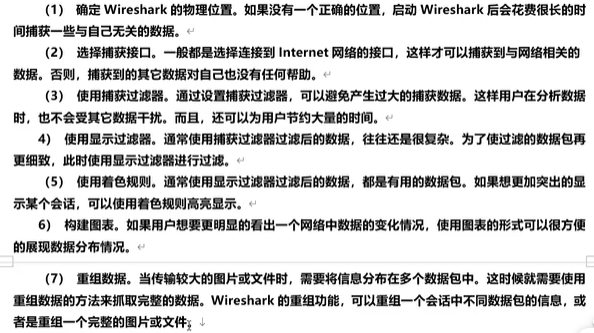 （1） 确定 Wireshark 的物理位置。如果没有一个正确的位置，启动 Wireshark 后会花费很长的时
间捕获一些与自己无关的数据。
（2） 选择捕获接口。一般都是选择连接到 Internet 网络的接口，这样才可以捕获到与网络相关的
数据。否则，捕获到的其它数据对自己也没有任何帮助。
（3） 使用捕获过滤器。通过设置捕获过滤器，可以避免产生过大的捕获数据。这样用户在分析数据
时，也不会受其它数据干扰。而且，还可以为用户节约大量的时间。
4） 使用显示过滤器。通常使用捕获过滤器过滤后的数据，往往还是很复杂。为了使过滤的数据包再
更细致，此时使用显示过滤器进行过滤。
（5） 使用着色规则。通常使用显示过滤器过滤后的数据，都是有用的数据包。如果想更加突出的显
示某个会话，可以使用着色规则高亮显示。
6） 构建图表。如果用户想要更明显的看出一个网络中数据的变化情况，使用图表的形式可以很方便
的展现数据分布情况。
（7） 重组数据。当传输较大的图片或文件时，需要将信息分布在多个数据包中。这时候就需要使用
重组数据的方法来抓取完整的数据。Wireshark 的重组功能，可以重组一个会话中不同数据包的信息，或
者是重组一个完整的图片或文件。